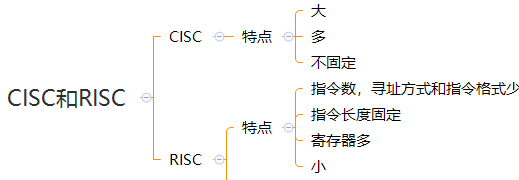 CISC和RISC
CISC
特点
大
多
不固定
RISC
特点
指令数，寻址方式和指令格式少
指令长度固定
寄存器多
小